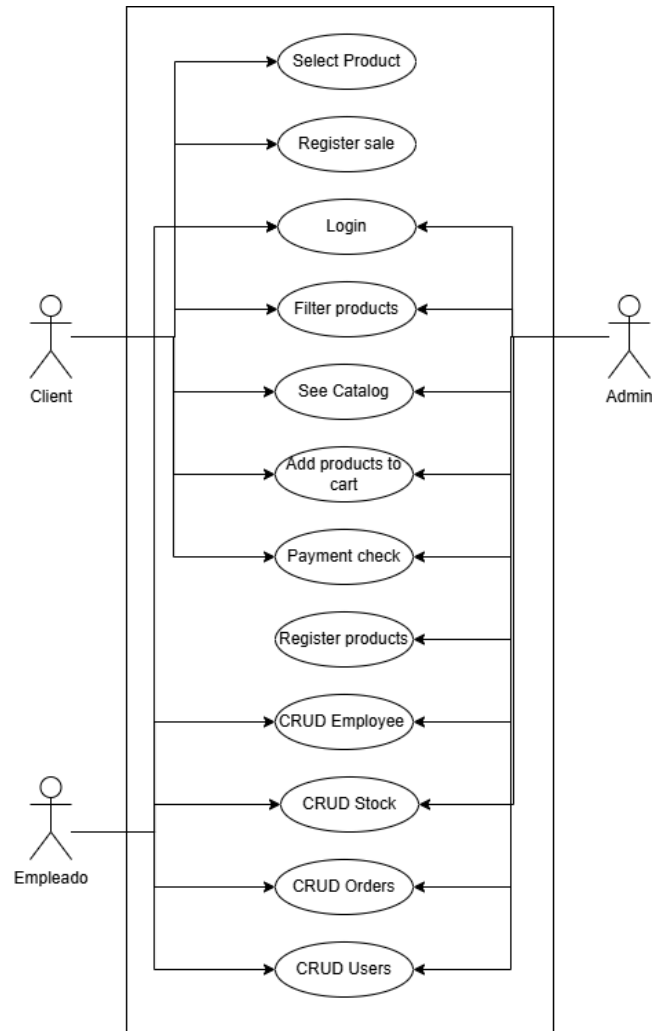 Select Product
Register sale
Login
Filter products
See Catalog
Client
Admin
Add products to
cart
Payment check
Register products
CRUD Employee
CRUD Stock
Empleado
CRUD Orders
CRUD Users